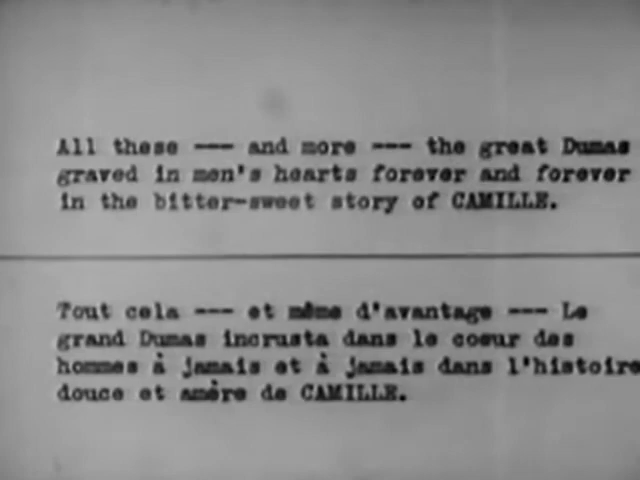 All these --- and more --- the great Dumas
graved in men's hearts forever and forever
in the bitter-sweet story of CAMILLE.
Tout cela --- et même d'avantage --- Le
grand Dumas incrusta dans le coeur des
hommes à jamais et à jamais dans l'histoire
douce et amère de CAMILLE.